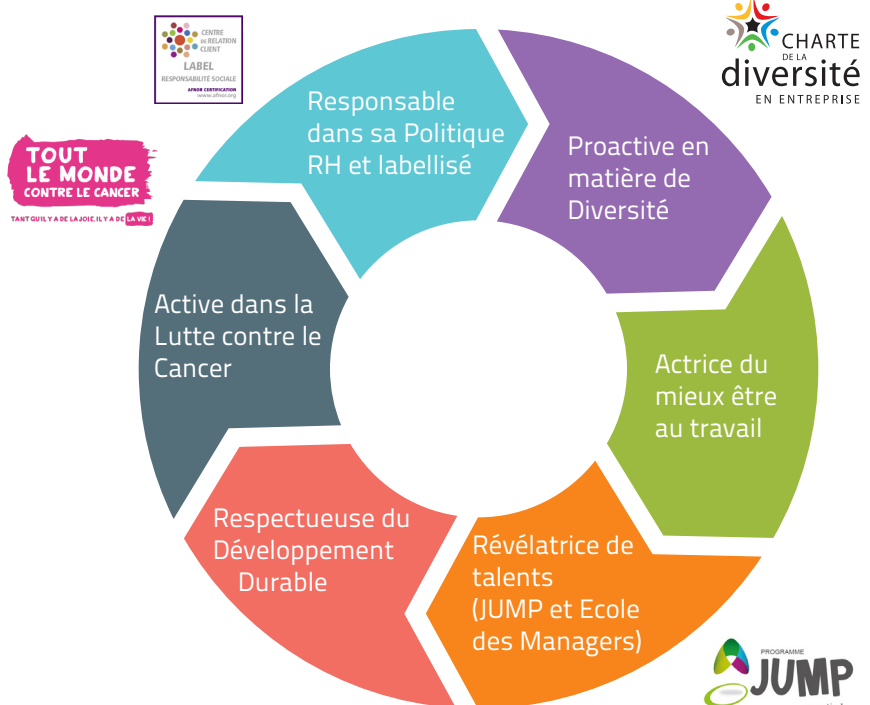 CENTRE
DE RELATION
CLIENT
LABEL
RESPONSABILITÉ SOCIALE
AFNOR CERTIFICATION
www.afnor.org
CHARTE
DE LA
diversité
EN ENTREPRISE
TOUT
LE MONDE
CONTRE LE CANCER
TANT QU'IL Y A DE LA JOIE, IL Y A DE LA VIE !
Responsable
dans sa Politique
RH et labellisé
Proactive en
matière de
Diversité
Actrice du
mieux être
au travail
Révélatrice de
talents
(JUMP et Ecole
des Managers)
Respectueuse du
Développement
Durable
Active dans la
Lutte contre le
Cancer
PROGRAMME
JUMP